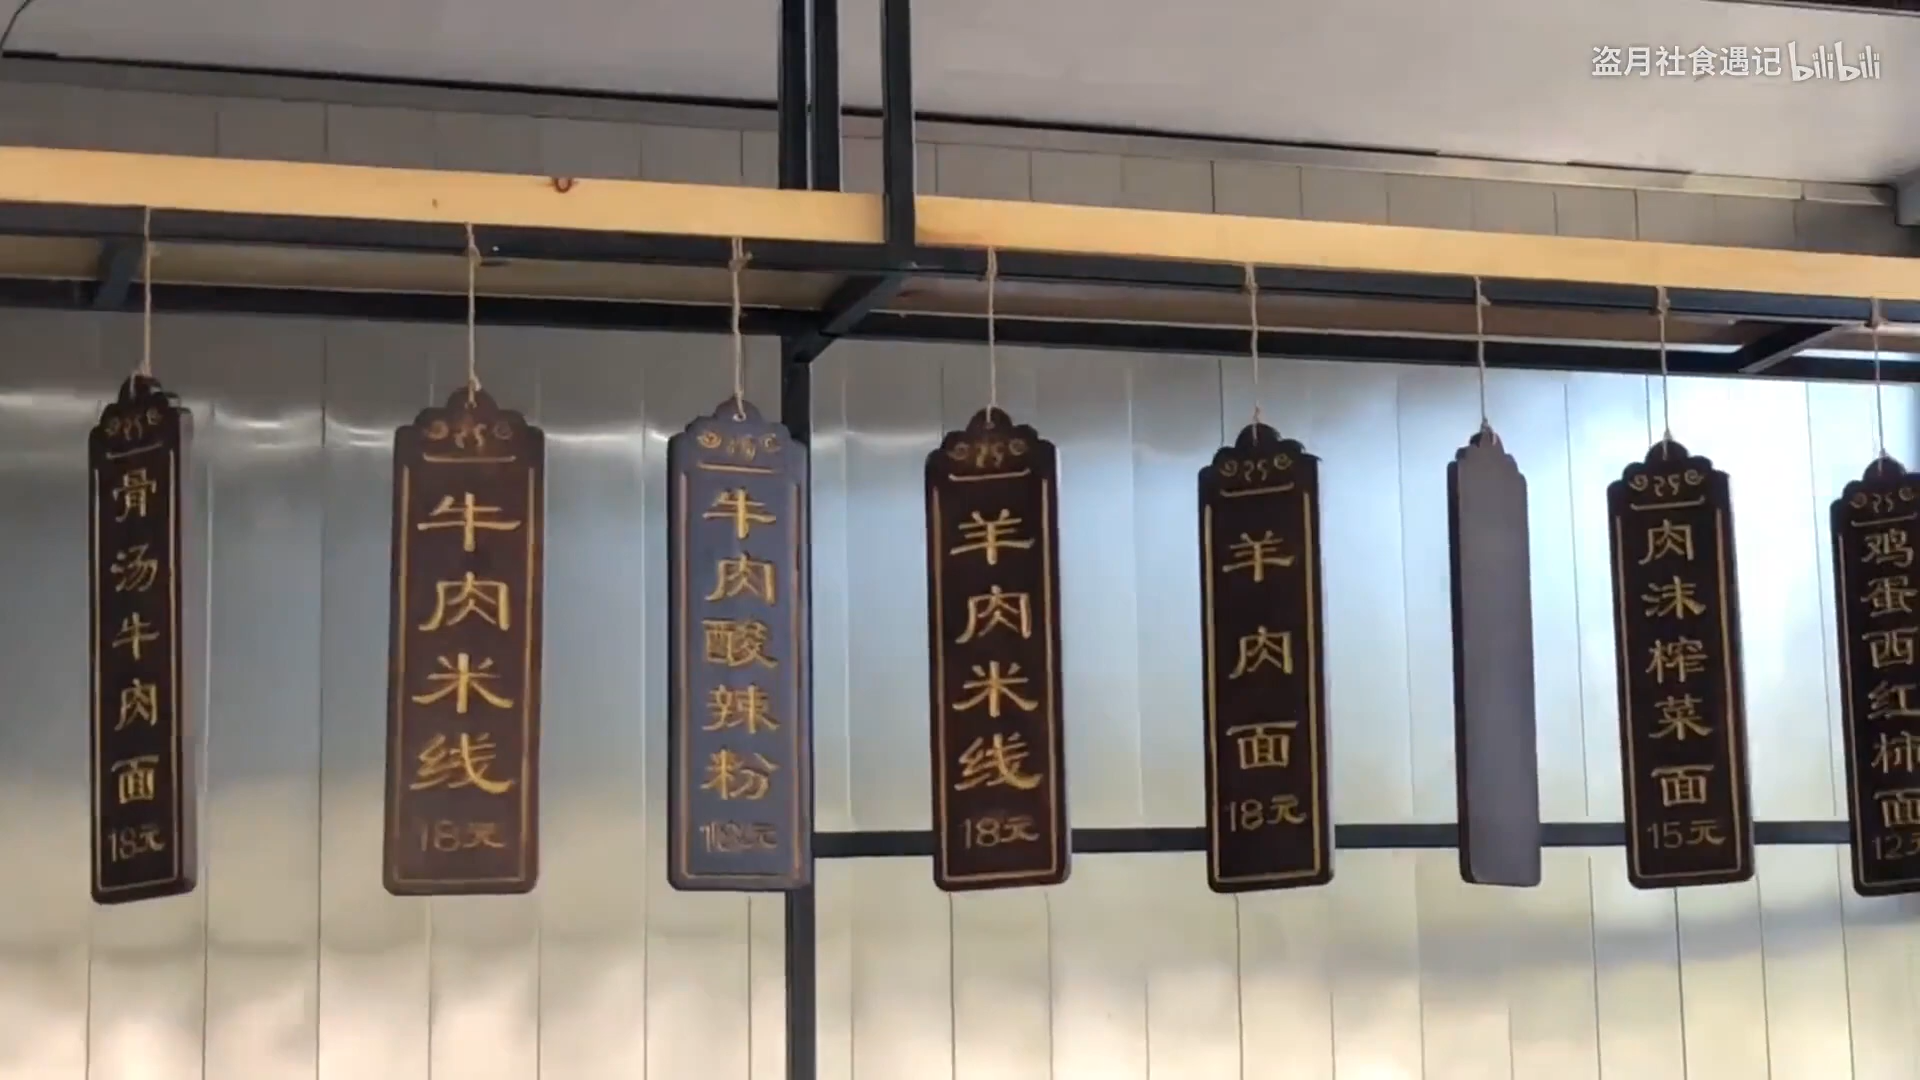 盗月社食遇记 bilibili
骨汤牛肉面
18元
牛肉米线
18元
牛肉酸辣粉
18元
羊肉米线
18元
羊肉面
18元
肉沫榨菜面
15元
鸡蛋西红柿面
12元